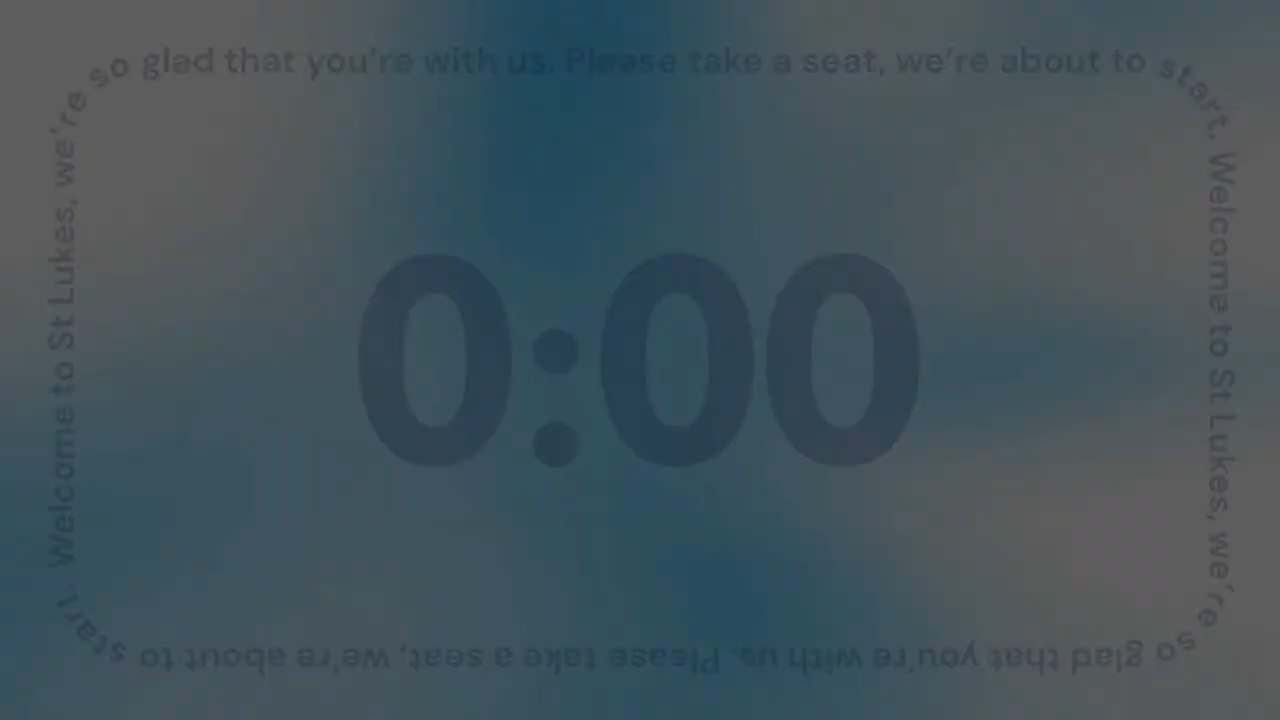 Welcome to St Lukes, we're so glad that you're with us. Please take a seat, we're about to start.
Welcome to St Lukes, we're so glad that you're with us. Please take a seat, we're about to start.
0:00